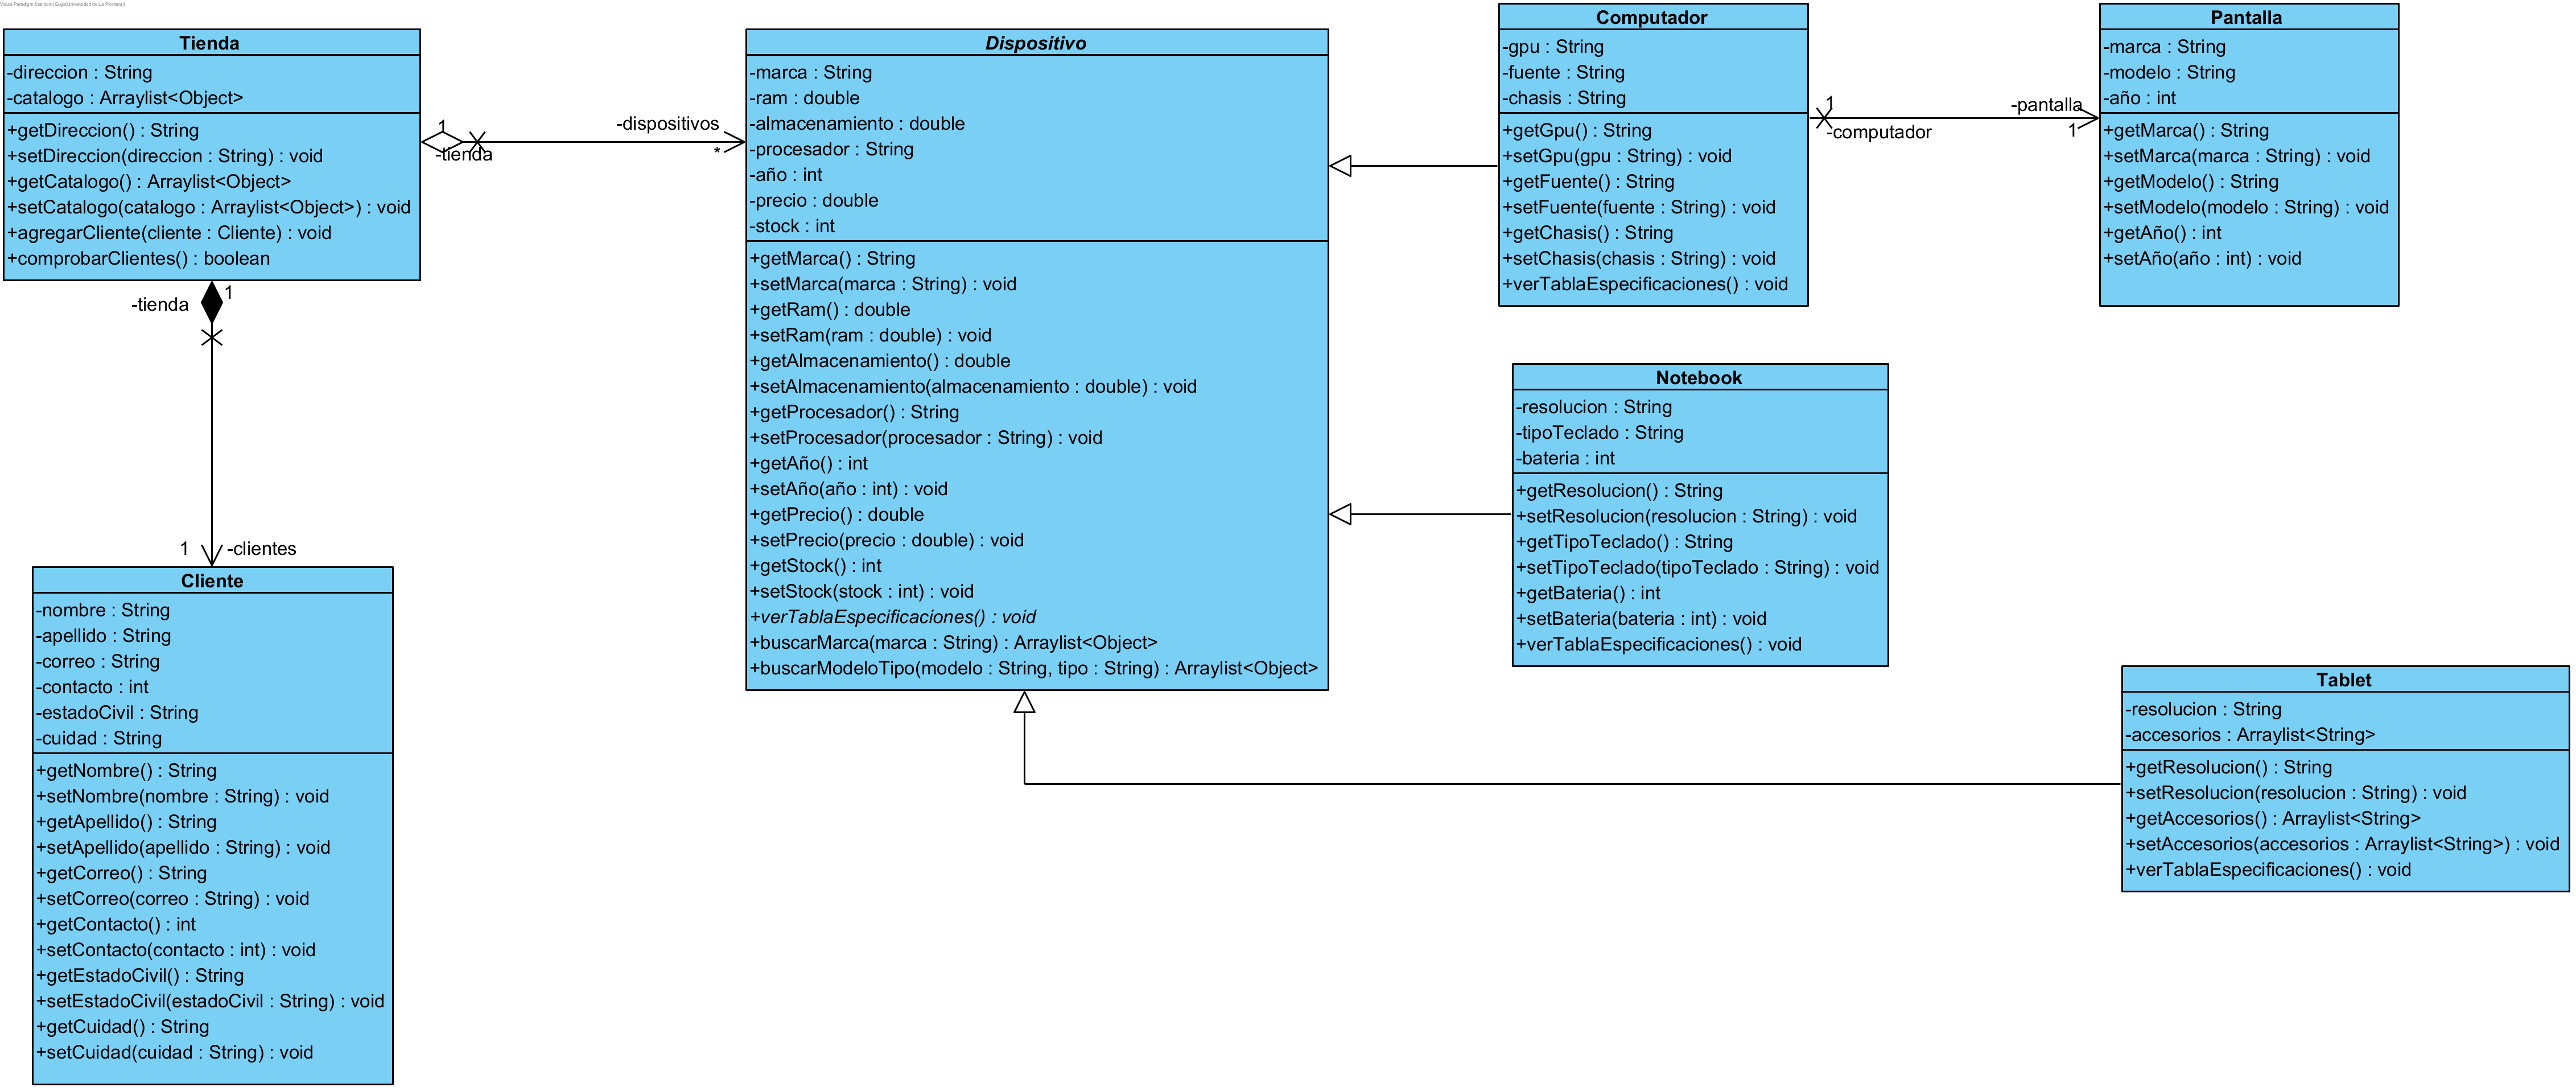 Visual Paradigm Standard(Guga(Universidad de La Frontera))
Tienda
-direccion : String
-catalogo : Arraylist<Object>
+getDireccion() : String
+setDireccion(direccion : String) : void
+getCatalogo() : Arraylist<Object>
+setCatalogo(catalogo : Arraylist<Object>) : void
+agregarCliente(cliente : Cliente) : void
+comprobarClientes() : boolean
1
-tienda
-dispositivos
*
-tienda
1
1
-clientes
Cliente
-nombre : String
-apellido : String
-correo : String
-contacto : int
-estadoCivil : String
-cuidad : String
+getNombre() : String
+setNombre(nombre : String) : void
+getApellido() : String
+setApellido(apellido : String) : void
+getCorreo() : String
+setCorreo(correo : String) : void
+getContacto() : int
+setContacto(contacto : int) : void
+getEstadoCivil() : String
+setEstadoCivil(estadoCivil : String) : void
+getCuidad() : String
+setCuidad(cuidad : String) : void
Dispositivo
-marca : String
-ram : double
-almacenamiento : double
-procesador : String
-año : int
-precio : double
-stock : int
+getMarca() : String
+setMarca(marca : String) : void
+getRam() : double
+setRam(ram : double) : void
+getAlmacenamiento() : double
+setAlmacenamiento(almacenamiento : double) : void
+getProcesador() : String
+setProcesador(procesador : String) : void
+getAño() : int
+setAño(año : int) : void
+getPrecio() : double
+setPrecio(precio : double) : void
+getStock() : int
+setStock(stock : int) : void
+verTablaEspecificaciones() : void
+buscarMarca(marca : String) : Arraylist<Object>
+buscarModeloTipo(modelo : String, tipo : String) : Arraylist<Object>
Computador
-gpu : String
-fuente : String
-chasis : String
+getGpu() : String
+setGpu(gpu : String) : void
+getFuente() : String
+setFuente(fuente : String) : void
+getChasis() : String
+setChasis(chasis : String) : void
+verTablaEspecificaciones() : void
1
-computador
-pantalla
1
Pantalla
-marca : String
-modelo : String
-año : int
+getMarca() : String
+setMarca(marca : String) : void
+getModelo() : String
+setModelo(modelo : String) : void
+getAño() : int
+setAño(año : int) : void
Notebook
-resolucion : String
-tipoTeclado : String
-bateria : int
+getResolucion() : String
+setResolucion(resolucion : String) : void
+getTipoTeclado() : String
+setTipoTeclado(tipoTeclado : String) : void
+getBateria() : int
+setBateria(bateria : int) : void
+verTablaEspecificaciones() : void
Tablet
-resolucion : String
-accesorios : Arraylist<String>
+getResolucion() : String
+setResolucion(resolucion : String) : void
+getAccesorios() : Arraylist<String>
+setAccesorios(accesorios : Arraylist<String>) : void
+verTablaEspecificaciones() : void